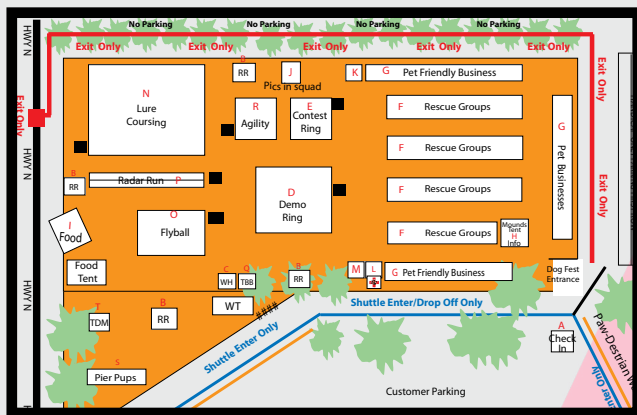 No Parking
No Parking
No Parking
No Parking
HWY N
Exit Only
Exit Only
Exit Only
Exit Only
Exit Only
B
RR
J
Pics in squad
K
G
Pet Friendly Business
Exit Only
N
Lure
Coursing
R
Agility
E
Contest
Ring
F
Rescue Groups
Exit Only
G
Pet Businesses
HWY N
F
Rescue Groups
B
RR
Radar Run
P
D
Demo
Ring
F
Rescue Groups
Exit Only
I
Food
O
Flyball
F
Rescue Groups
Mounds
Tent
H
Info
Food
Tent
C
WH
Q
TBB
B
RR
M
L
G
Pet Friendly Business
Dog Fest
Entrance
HWY N
T
TDM
B
RR
WT
####
Shuttle Enter/Drop Off Only
Shuttle Enter Only
A
Check
In
Paw-Destrian W
S
Pier Pups
Customer Parking
nter Only
H